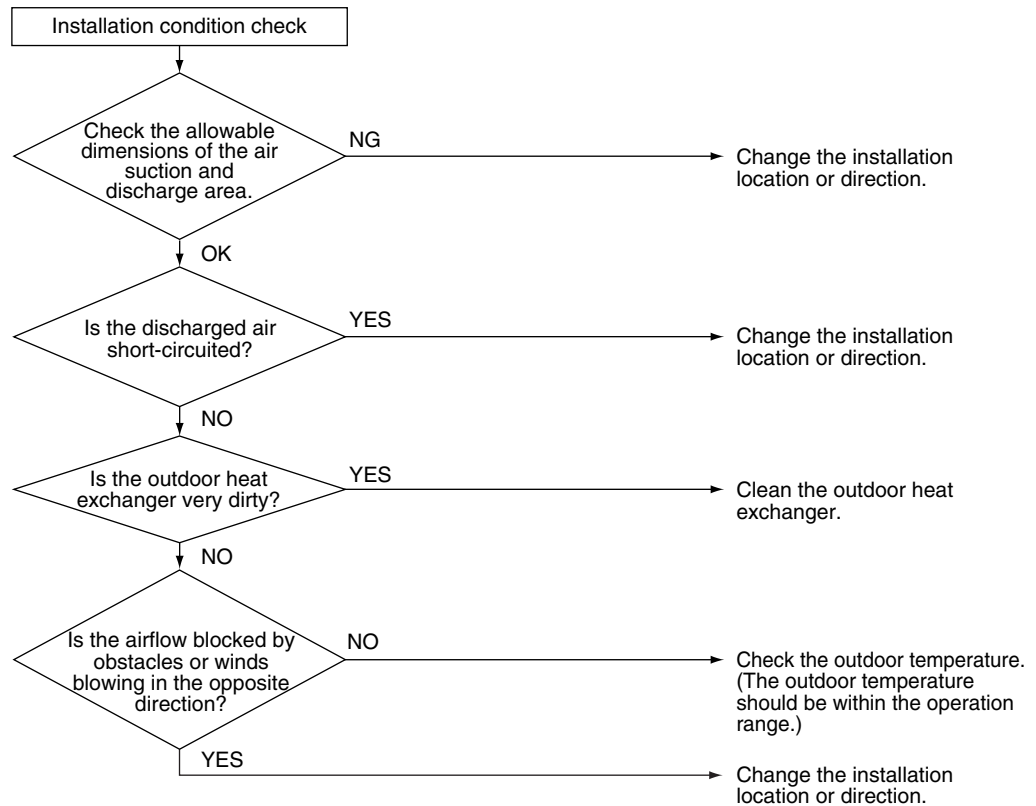 Installation condition check
Check the allowable
dimensions of the air
suction and
discharge area.
NG
Change the installation
location or direction.
OK
Is the discharged air
short-circuited?
YES
Change the installation
location or direction.
NO
Is the outdoor heat
exchanger very dirty?
YES
Clean the outdoor heat
exchanger.
NO
Is the airflow blocked by
obstacles or winds
blowing in the opposite
direction?
NO
Check the outdoor temperature.
(The outdoor temperature
should be within the operation
range.)
YES
Change the installation
location or direction.